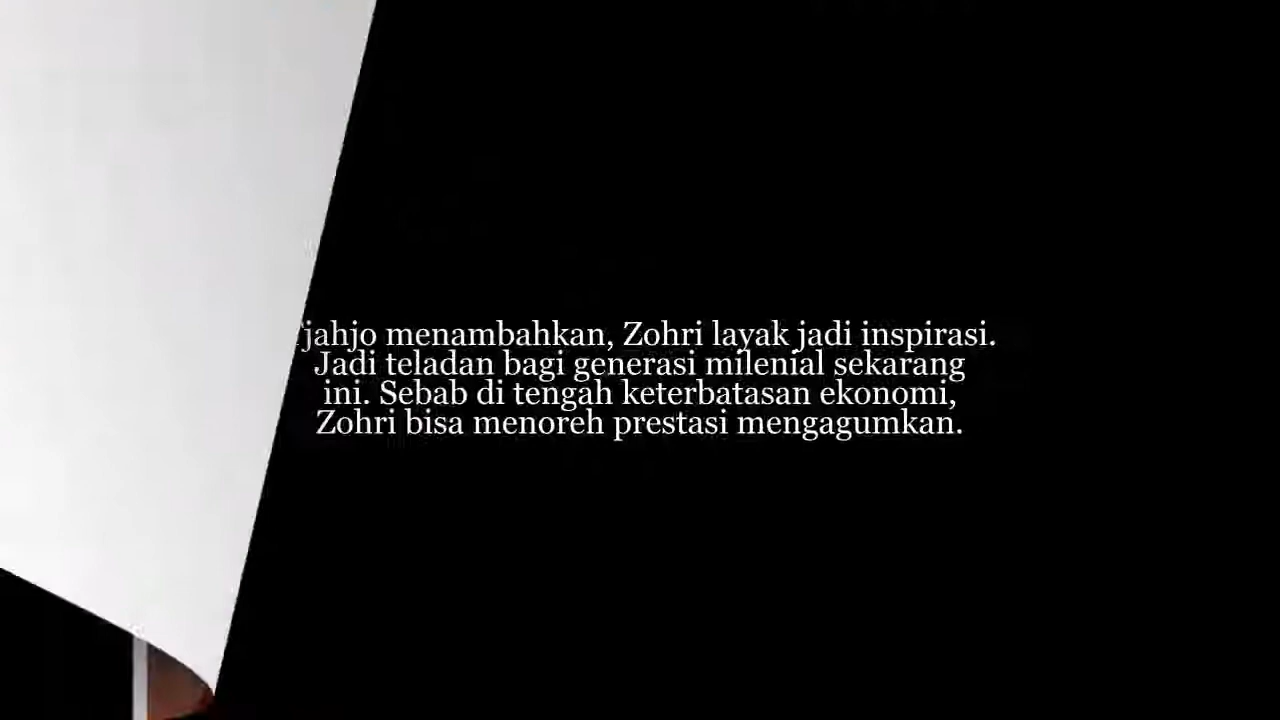 jahjo menambahkan, Zohri layak jadi inspirasi.
Jadi teladan bagi generasi milenial sekarang
ini. Sebab di tengah keterbatasan ekonomi,
Zohri bisa menoreh prestasi mengagumkan.